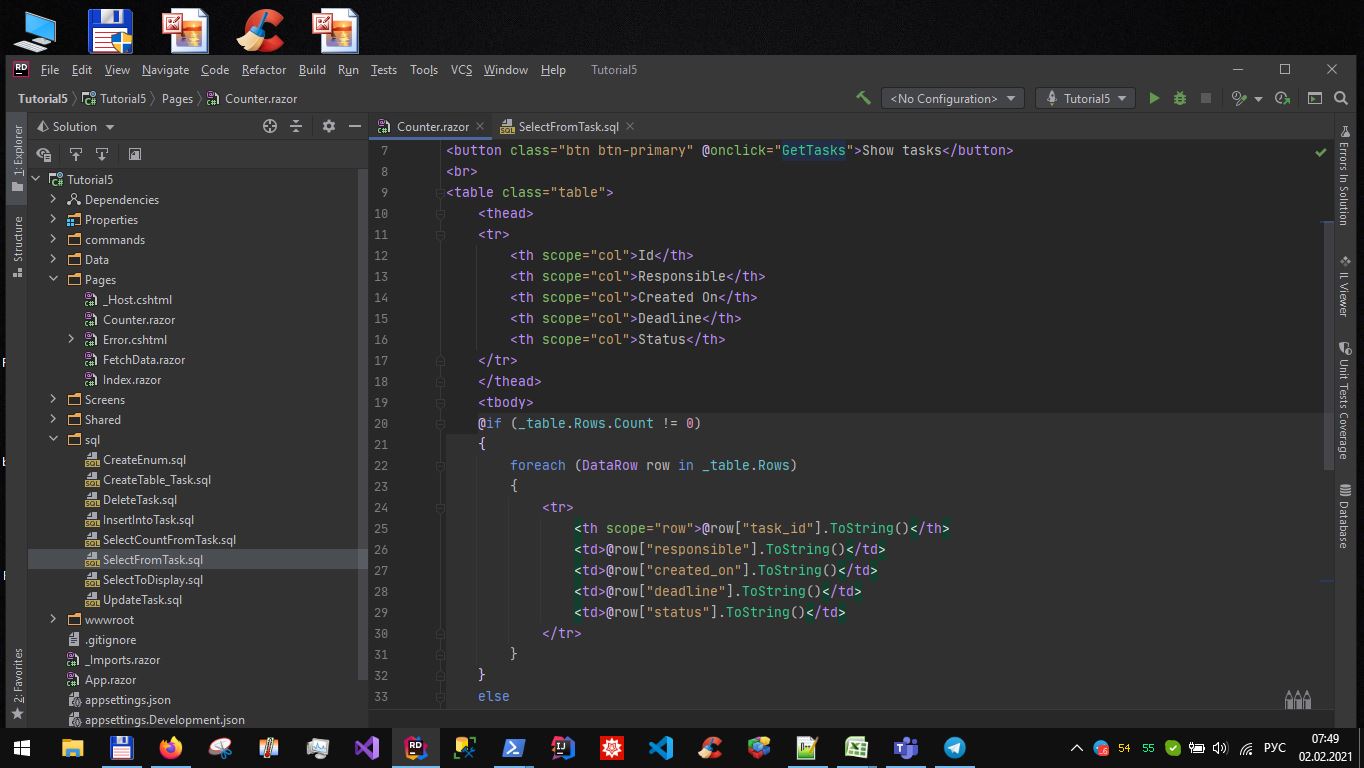 RD File Edit View Navigate Code Refactor Build Run Tests Tools VCS Window Help Tutorial5
Tutorial5 Tutorial5 Pages Counter.razor <No Configuration> Tutorial5
Solution
Counter.razor SelectFromTask.sql
1: Explorer
Structure
2: Favorites
Tutorial5
Dependencies
Properties
commands
Data
Pages
_Host.cshtml
Counter.razor
Error.cshtml
FetchData.razor
Index.razor
Screens
Shared
sql
CreateEnum.sql
CreateTable_Task.sql
DeleteTask.sql
InsertIntoTask.sql
SelectCountFromTask.sql
SelectFromTask.sql
SelectToDisplay.sql
UpdateTask.sql
wwwroot
.gitignore
_Imports.razor
App.razor
appsettings.json
appsettings.Development.json
7 <button class="btn btn-primary" @onclick="GetTasks">Show tasks</button>
8 <br>
9 <table class="table">
10 <thead>
11 <tr>
12 <th scope="col">Id</th>
13 <th scope="col">Responsible</th>
14 <th scope="col">Created On</th>
15 <th scope="col">Deadline</th>
16 <th scope="col">Status</th>
17 </tr>
18 </thead>
19 <tbody>
20 @if (_table.Rows.Count != 0)
21 {
22 foreach (DataRow row in _table.Rows)
23 {
24 <tr>
25 <th scope="row">@row["task_id"].ToString()</th>
26 <td>@row["responsible"].ToString()</td>
27 <td>@row["created_on"].ToString()</td>
28 <td>@row["deadline"].ToString()</td>
29 <td>@row["status"].ToString()</td>
30 </tr>
31 }
32 }
33 else
Errors In Solution
IL Viewer
Unit Tests Coverage
Database
54 55 РУС 07:49
02.02.2021